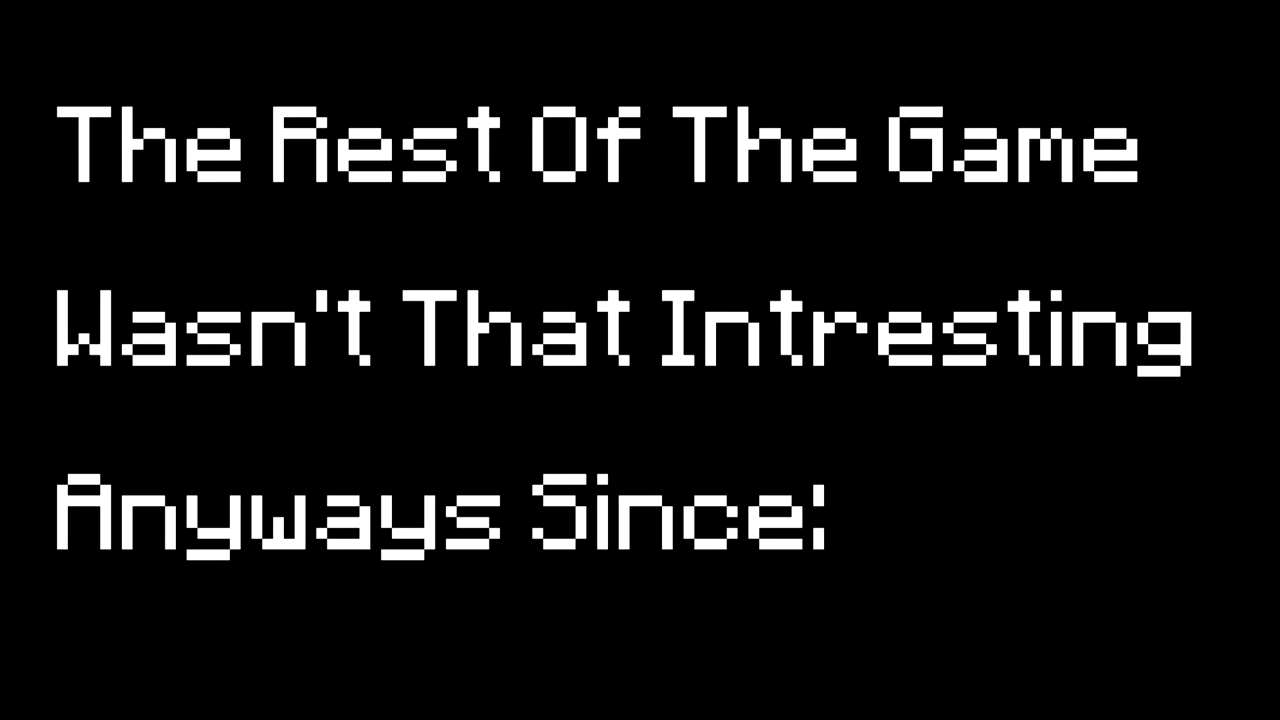 The Rest Of The Game
Wasn't That Intresting
Anyways Since: